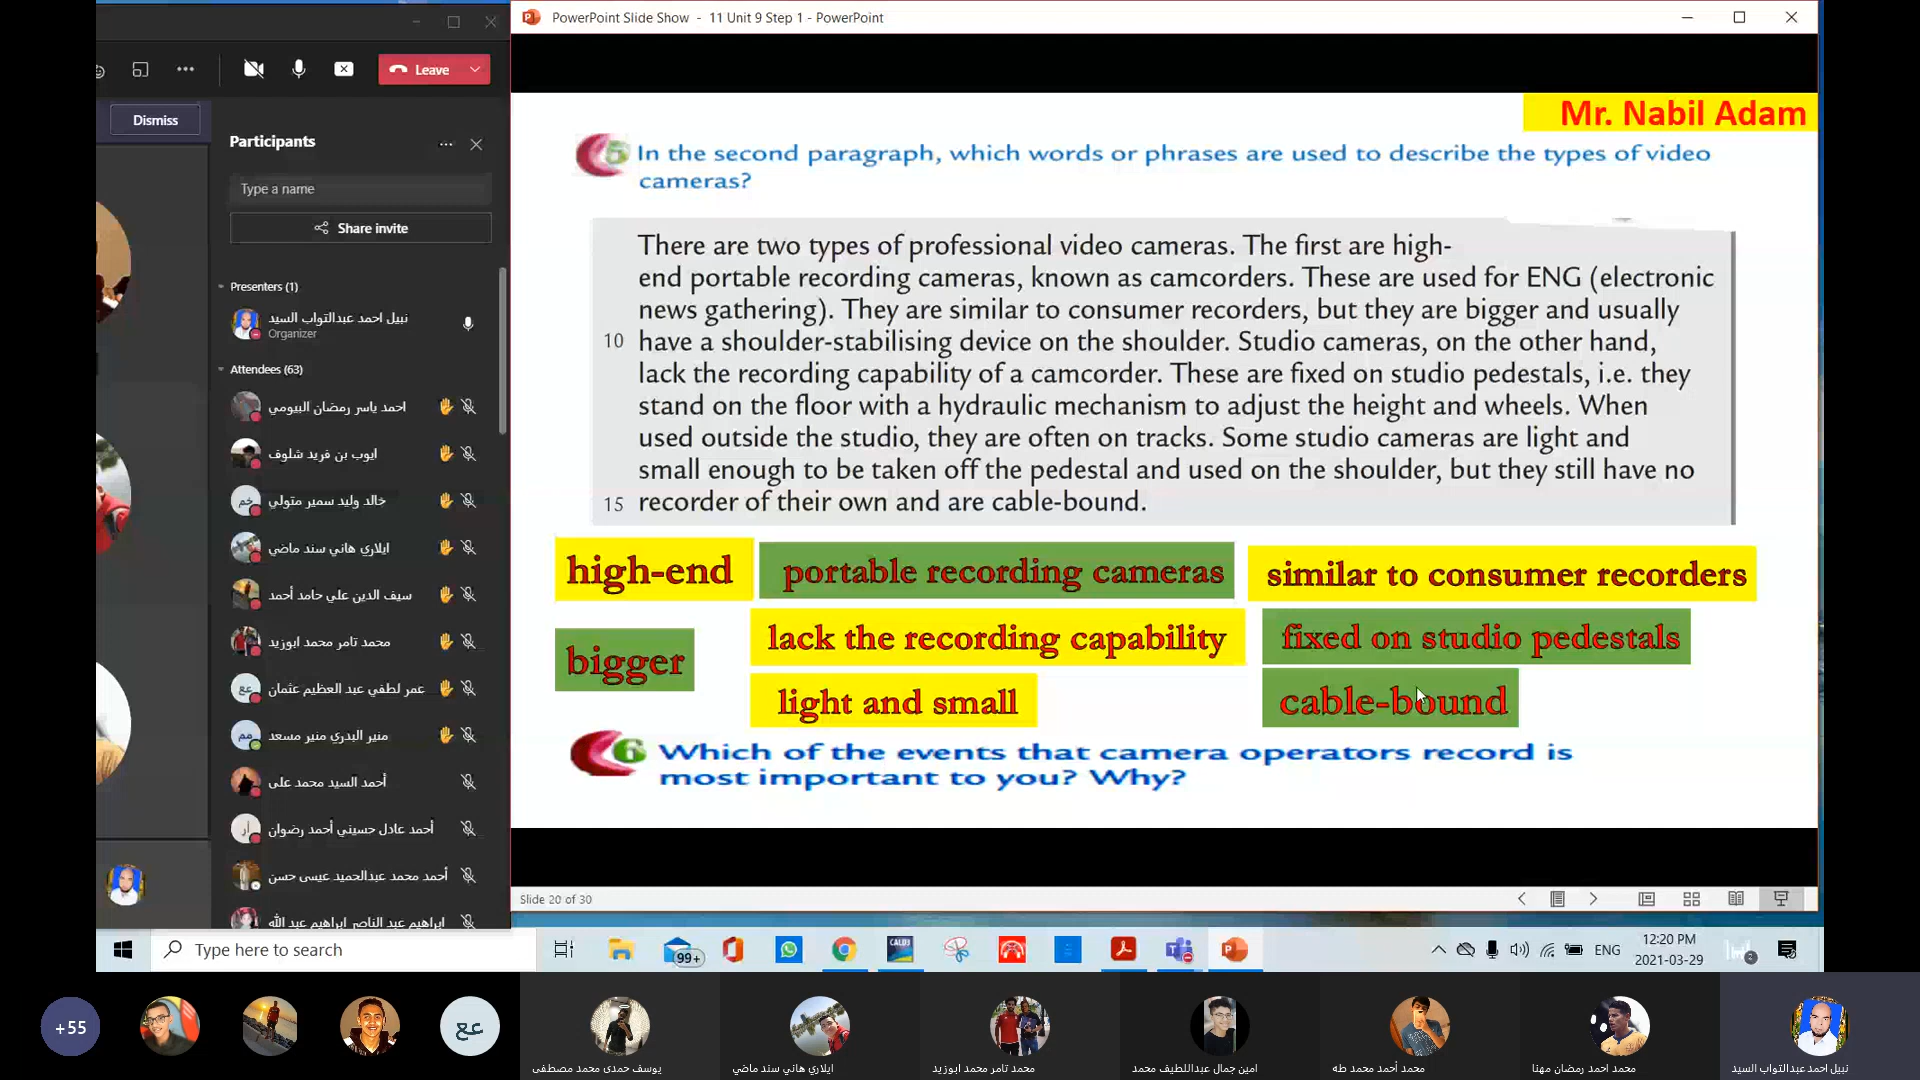 PowerPoint Slide Show - 11 Unit 9 Step 1 - PowerPoint
Leave
Dismiss
Participants
Type a name
Share invite
Presenters (1)
نبيل احمد عبدالتواب السيد
Organizer
Attendees (63)
احمد ياسر رمضان البيومي
ايوب بن فريد شلوف
خم
خالد وليد سمير متولي
ايلاري هاني سند ماضي
سيف الدين علي حامد أحمد
محمد تامر محمد ابوزيد
عع
عمر لطفي عبد العظيم عثمان
مم
منير البدري منير مسعد
أحمد السيد محمد على
أر
أحمد عادل حسيني أحمد رضوان
أحمد محمد عبدالحميد عيسى حسن
ابراهيم عبد الناصر ابراهيم عبد الله
Mr. Nabil Adam
5 In the second paragraph, which words or phrases are used to describe the types of video
cameras?
There are two types of professional video cameras. The first are high-
end portable recording cameras, known as camcorders. These are used for ENG (electronic
news gathering). They are similar to consumer recorders, but they are bigger and usually
10 have a shoulder-stabilising device on the shoulder. Studio cameras, on the other hand,
lack the recording capability of a camcorder. These are fixed on studio pedestals, i.e. they
stand on the floor with a hydraulic mechanism to adjust the height and wheels. When
used outside the studio, they are often on tracks. Some studio cameras are light and
small enough to be taken off the pedestal and used on the shoulder, but they still have no
15 recorder of their own and are cable-bound.
high-end
portable recording cameras
similar to consumer recorders
bigger
lack the recording capability
fixed on studio pedestals
light and small
cable-bound
6 Which of the events that camera operators record is
most important to you? Why?
Slide 20 of 30
Type here to search
99+
CALDJ
ENG
12:20 PM
2021-03-29
2
+55
عع
يوسف حمدى محمد مصطفى
ايلاري هاني سند ماضي
محمد تامر محمد ابوزيد
امين جمال عبداللطيف محمد
محمد أحمد محمد طه
محمد احمد رمضان مهنا
نبيل احمد عبدالتواب السيد